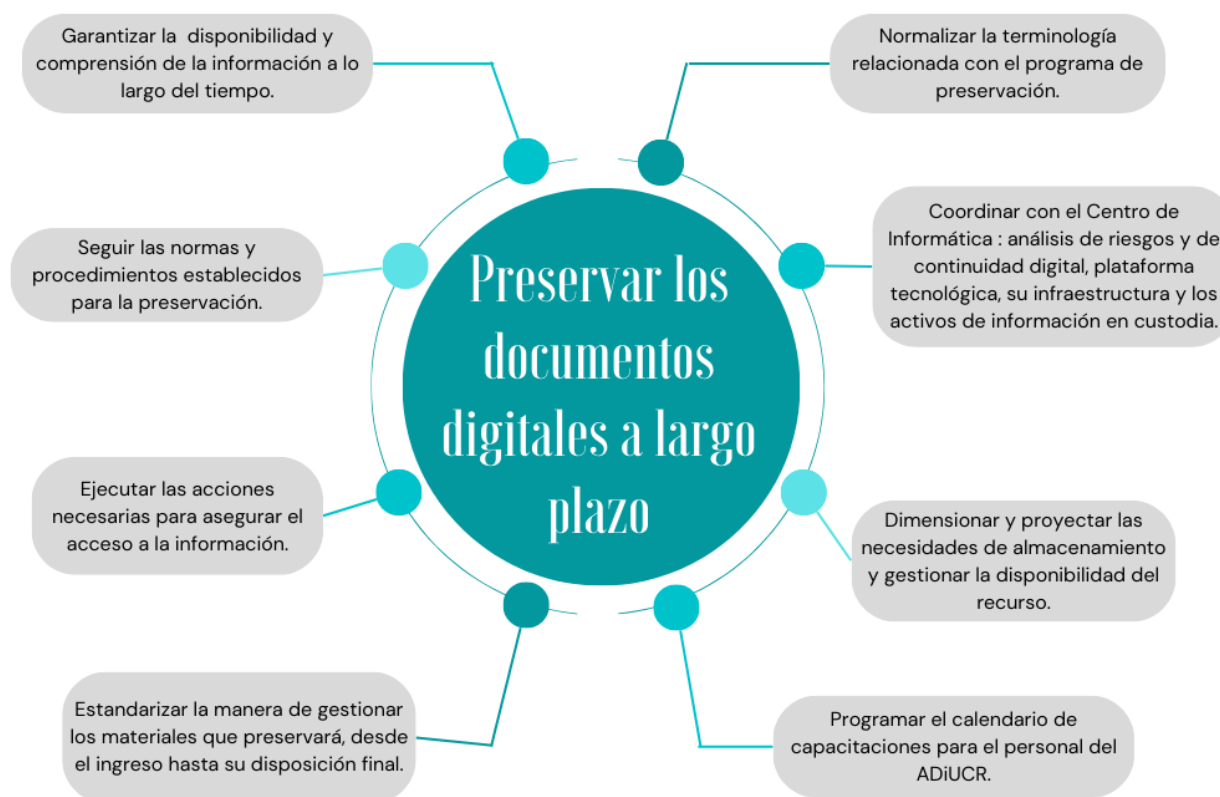 Garantizar la disponibilidad y
comprensión de la información a lo
largo del tiempo.
Normalizar la terminología
relacionada con el programa de
preservación.
Seguir las normas y
procedimientos establecidos
para la preservación.
Coordinar con el Centro de
Informática : análisis de riesgos y de
continuidad digital, plataforma
tecnológica, su infraestructura y los
activos de información en custodia.
Preservar los
documentos
digitales a largo
plazo
Ejecutar las acciones
necesarias para asegurar el
acceso a la información.
Dimensionar y proyectar las
necesidades de almacenamiento
y gestionar la disponibilidad del
recurso.
Estandarizar la manera de gestionar
los materiales que preservará, desde
el ingreso hasta su disposición final.
Programar el calendario de
capacitaciones para el personal del
ADiUCR.